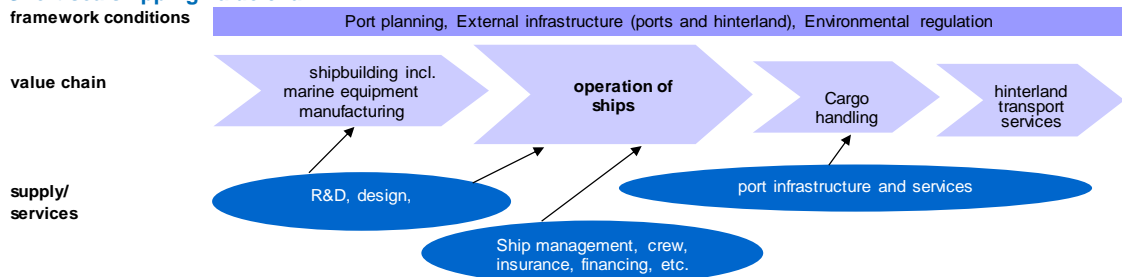 framework conditions
Port planning, External infrastructure (ports and hinterland), Environmental regulation
value chain
shipbuilding incl.
marine equipment
manufacturing
operation of
ships
Cargo
handling
hinterland
transport
services
supply/
services
R&D, design,
port infrastructure and services
Ship management, crew,
insurance, financing, etc.